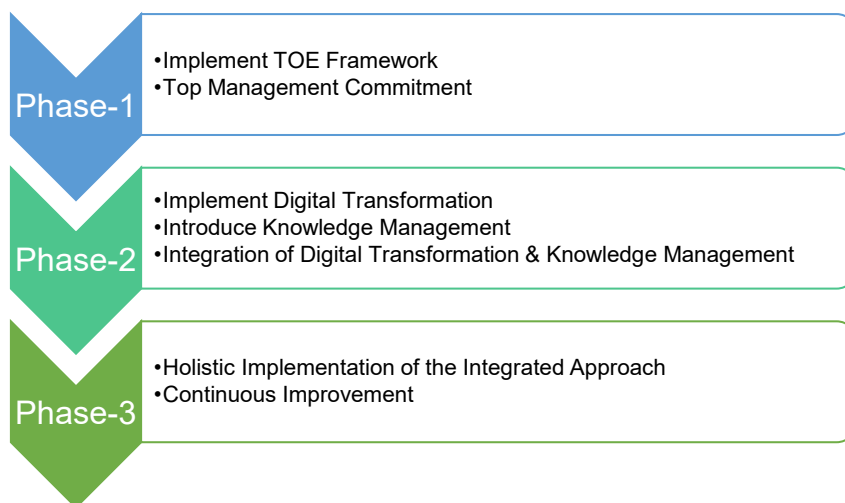 Phase-1
•Implement TOE Framework
•Top Management Commitment
Phase-2
•Implement Digital Transformation
•Introduce Knowledge Management
•Integration of Digital Transformation & Knowledge Management
Phase-3
•Holistic Implementation of the Integrated Approach
•Continuous Improvement